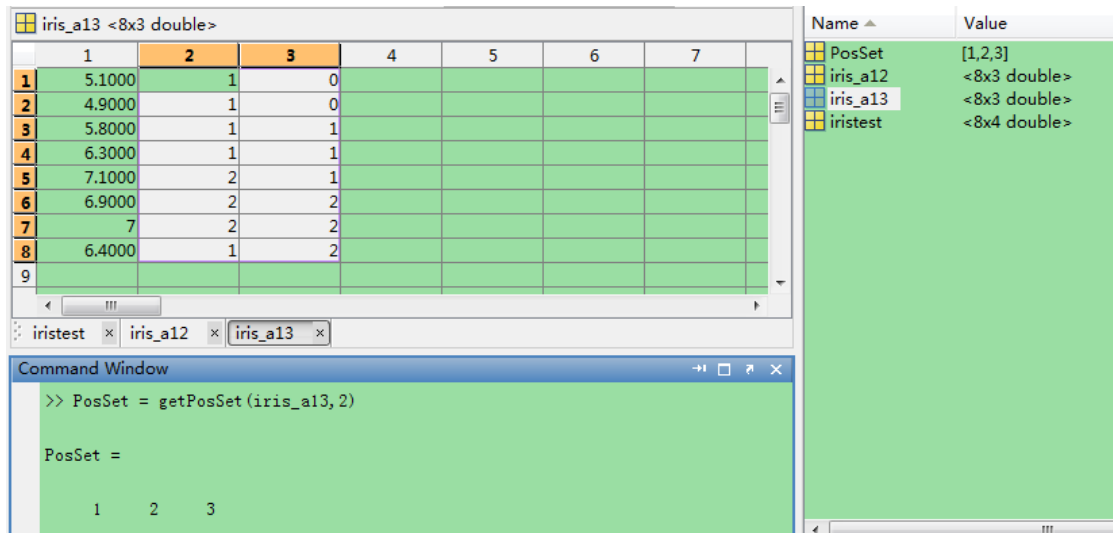 iris_a13 <8x3 double>
1 2 3 4 5 6 7
1 5.1000 1 0
2 4.9000 1 0
3 5.8000 1 1
4 6.3000 1 1
5 7.1000 2 1
6 6.9000 2 2
7 7 2 2
8 6.4000 1 2
9
iristest iris_a12 iris_a13
Command Window
>> PosSet = getPosSet(iris_a13,2)
PosSet =
1 2 3
Name Value
PosSet [1,2,3]
iris_a12 <8x3 double>
iris_a13 <8x3 double>
iristest <8x4 double>